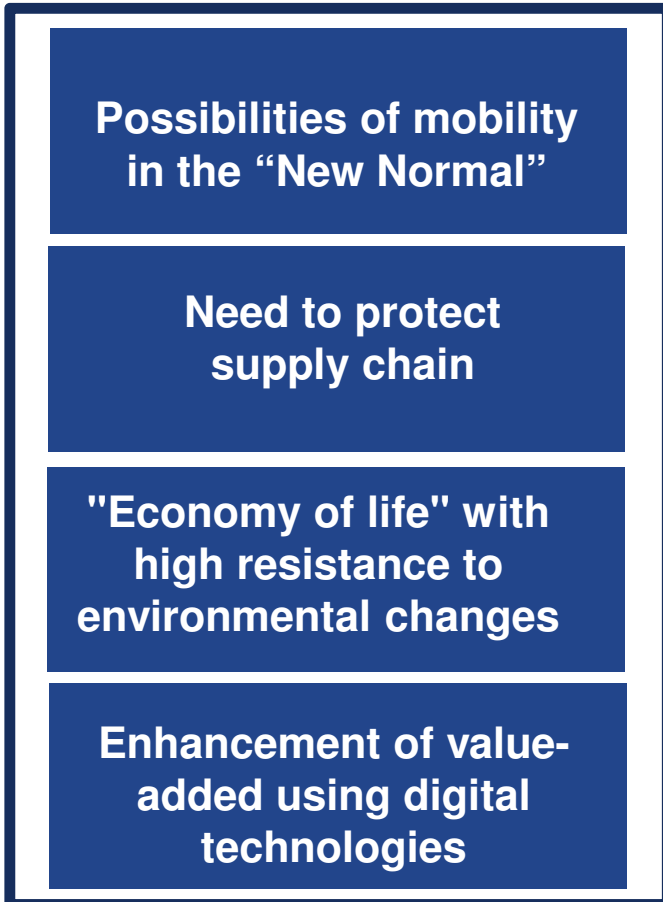 Possibilities of mobility
in the “New Normal”
Need to protect
supply chain
"Economy of life" with
high resistance to
environmental changes
Enhancement of value-
added using digital
technologies